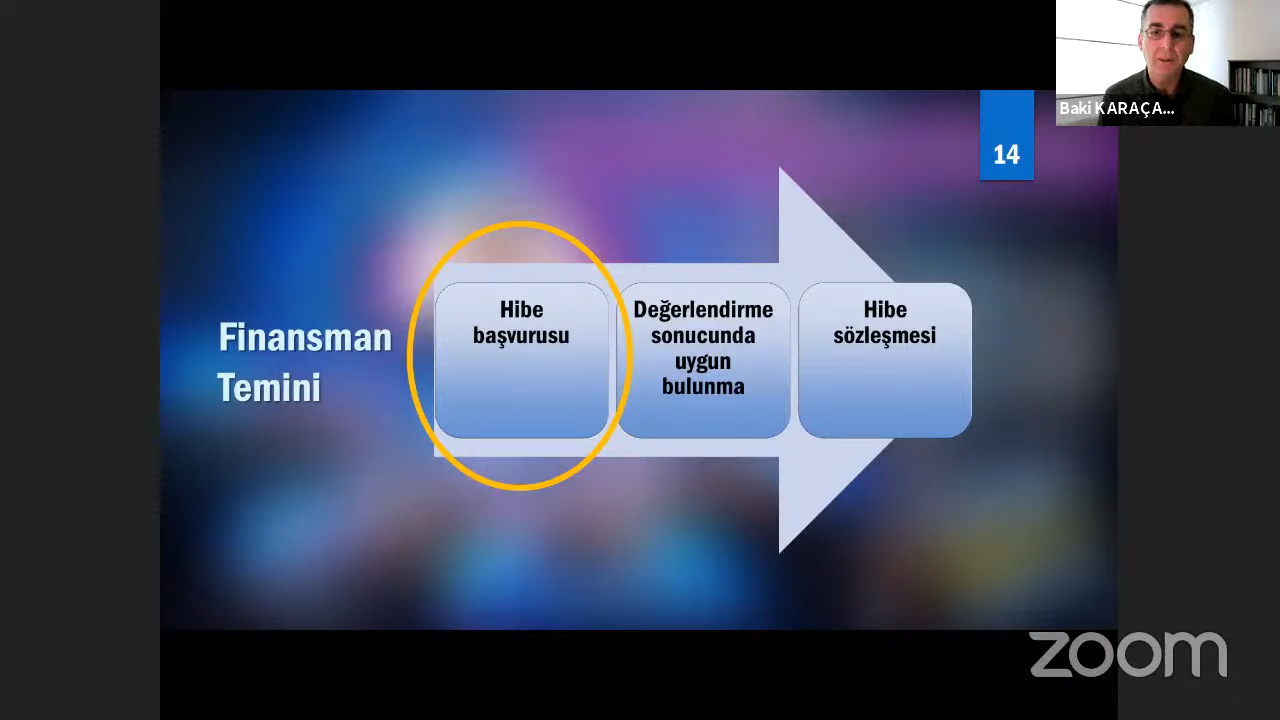 Baki KARAÇA...
14
Finansman
Temini
Hibe
başvurusu
Değerlendirme
sonucunda
uygun
bulunma
Hibe
sözleşmesi
zoom